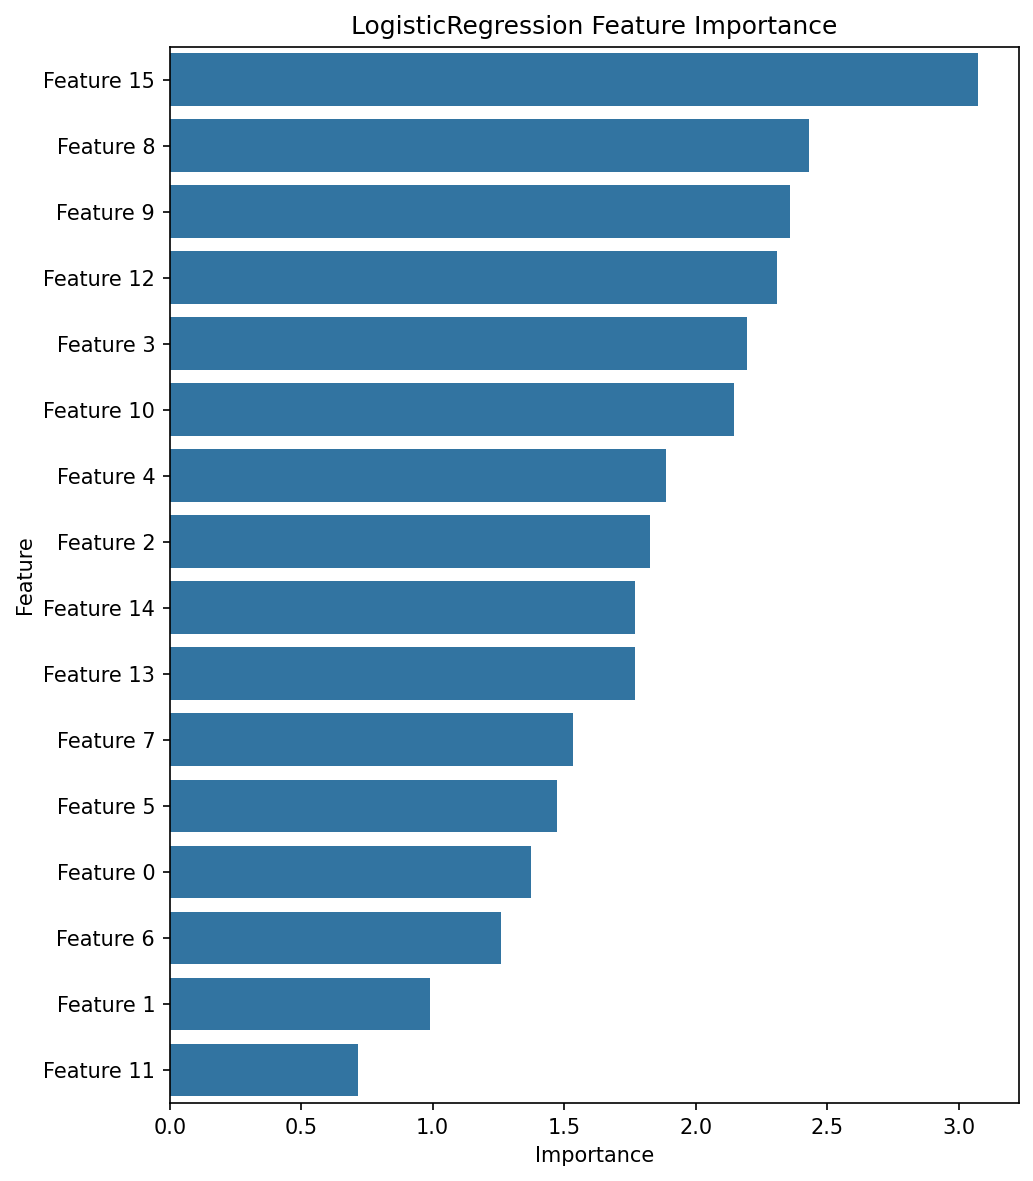 LogisticRegression Feature Importance
Feature
Feature 15
Feature 8
Feature 9
Feature 12
Feature 3
Feature 10
Feature 4
Feature 2
Feature 14
Feature 13
Feature 7
Feature 5
Feature 0
Feature 6
Feature 1
Feature 11
0.0 0.5 1.0 1.5 2.0 2.5 3.0
Importance